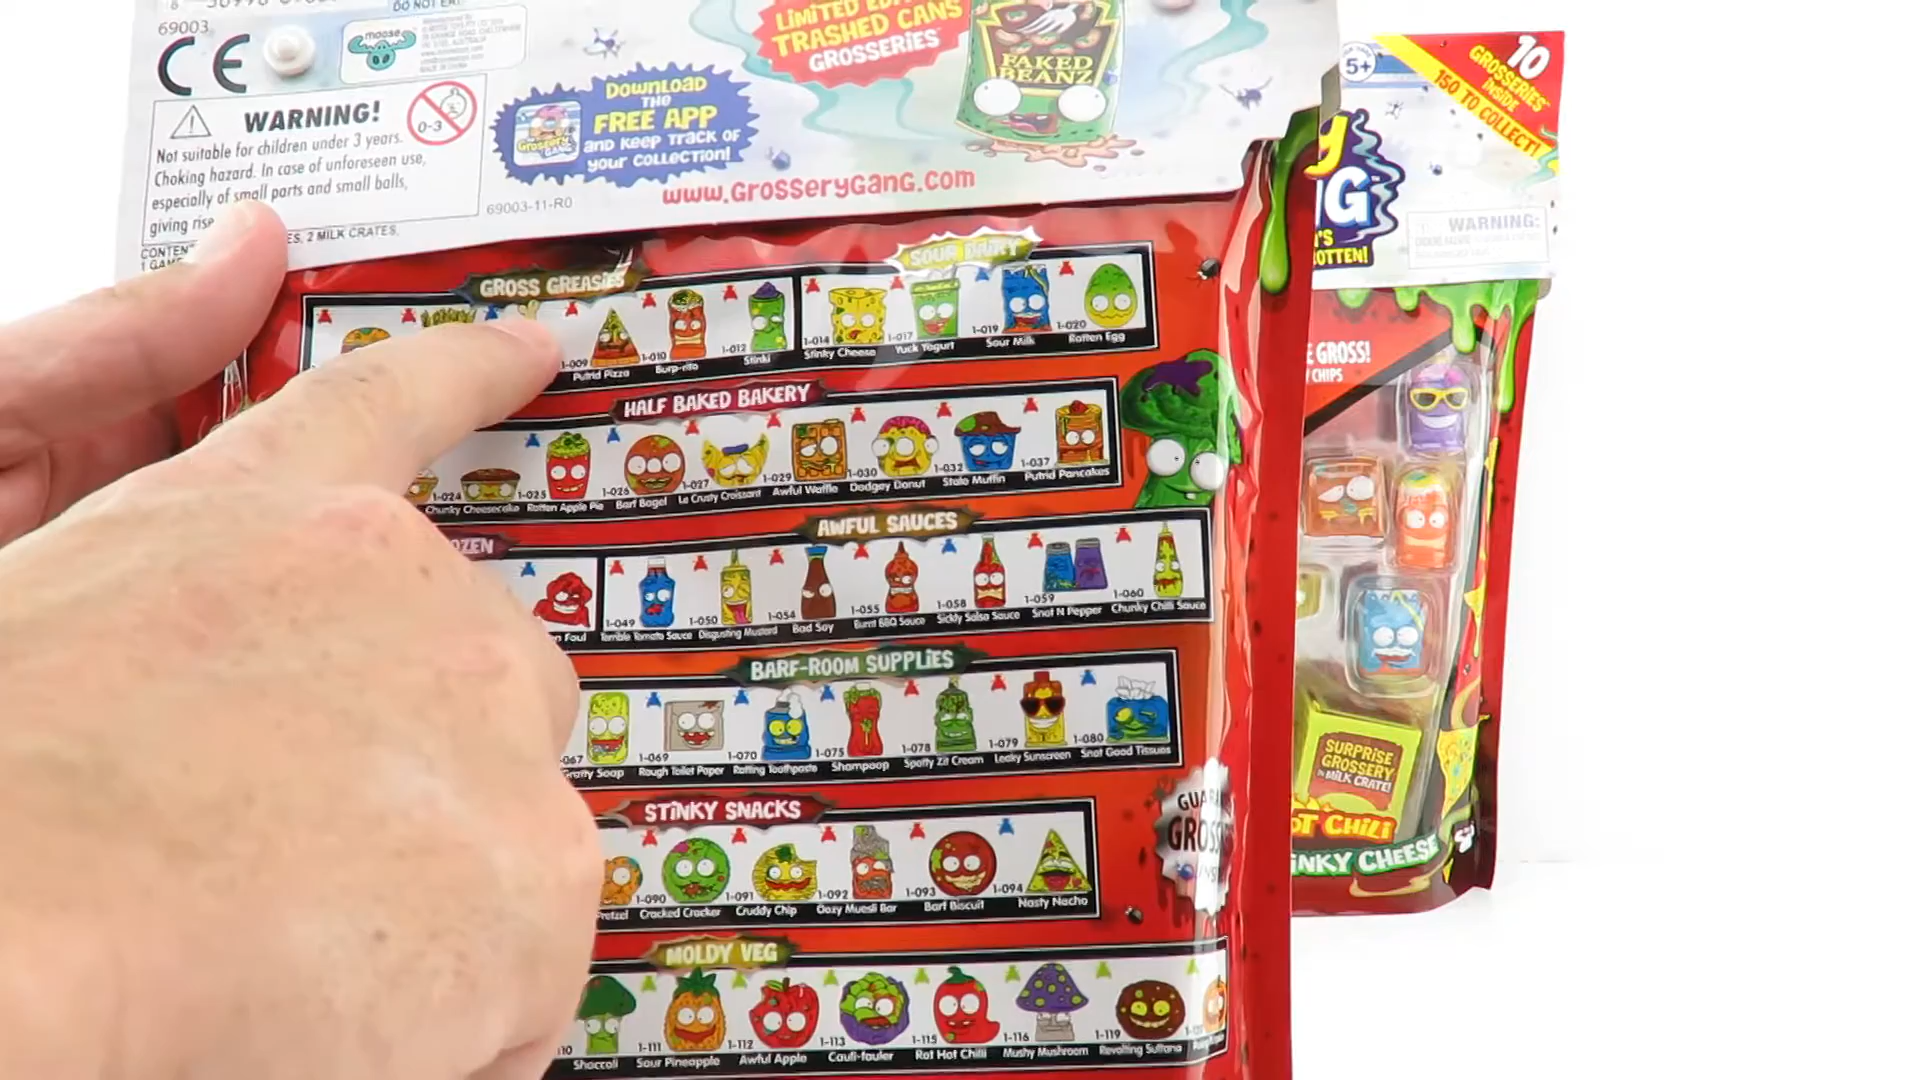 69003
DO NOT EAT
CE
moose
WARNING!
0-3
Not suitable for children under 3 years.
Choking hazard. In case of unforeseen use,
especially of small parts and small balls,
giving rise
69003-11-R0
ES, 2 MILK CRATES,
DOWNLOAD
THE
FREE APP
AND KEEP TRACK OF
YOUR COLLECTION!
Grossery
GANG
TRASHED CANS
GROSSERIES
FAKED
BEANZ
www.GrosseryGang.com
GROSS GREASIES
1-009 Putrid Pizza
1-010 Burp-rito
1-012 Stinki
SOUR DAIRY
1-014 Stinky Cheese
1-017 Yuck Yogurt
1-019 Sour Milk
1-020 Rotten Egg
HALF BAKED BAKERY
1-024 Chunky Cheesecake
1-025 Rotten Apple Pie
1-026 Barf Bagel
1-027 Le Crusty Croissant
1-029 Awful Waffle
1-030 Dodgey Donut
1-032 Stale Muffin
1-037 Putrid Pancakes
OZEN
n Foul
AWFUL SAUCES
1-049 Terrible Tomato Sauce
1-050 Disgusting Mustard
1-054 Bad Soy
1-055 Burnt BBQ Sauce
1-058 Sickly Salsa Sauce
1-059 Snot N Pepper
1-060 Chunky Chilli Sauce
BARF-ROOM SUPPLIES
067 Grotty Soap
1-069 Rough Toilet Paper
1-070 Rotting Toothpaste
1-075 Shampoop
1-078 Spotty Zit Cream
1-079 Leaky Sunscreen
1-080 Snot Good Tissues
STINKY SNACKS
Pretzel
1-090 Cracked Cracker
1-091 Cruddy Chip
1-092 Oozy Muesli Bar
1-093 Barf Biscuit
1-094 Nasty Nacho
MOLDY VEG
110 Shoccoli
1-111 Sour Pineapple
1-112 Awful Apple
1-113 Cauli-fouler
1-115 Rot Hot Chilli
1-116 Mushy Mushroom
1-119 Revolting Sultana
5+
10
GROSSERIES
INSIDE
150 TO COLLECT!
WARNING:
OTTEN!
E GROSS!
CHIPS
SURPRISE
GROSSERY
IN MILK CRATE!
OT CHILI
INKY CHEESE